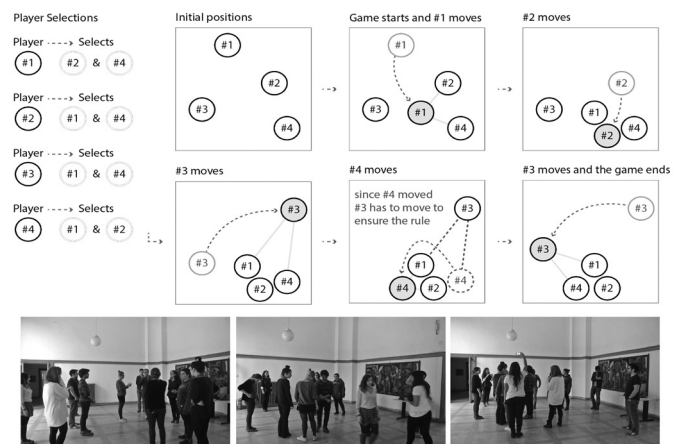 Player Selections
Player -----> Selects
#1 #2 & #4
Player -----> Selects
#2 #1 & #4
Player -----> Selects
#3 #1 & #4
Player -----> Selects
#4 #1 & #2
Initial positions
#1
#2
#3
#4
Game starts and #1 moves
#1
#2
#3
#1
#4
#2 moves
#2
#3
#1
#2
#4
#3 moves
#3
#3
#1
#2
#4
#4 moves
since #4 moved
#3 has to move to
ensure the rule
#3
#1
#4
#4
#2
#3 moves and the game ends
#3
#3
#1
#4
#2